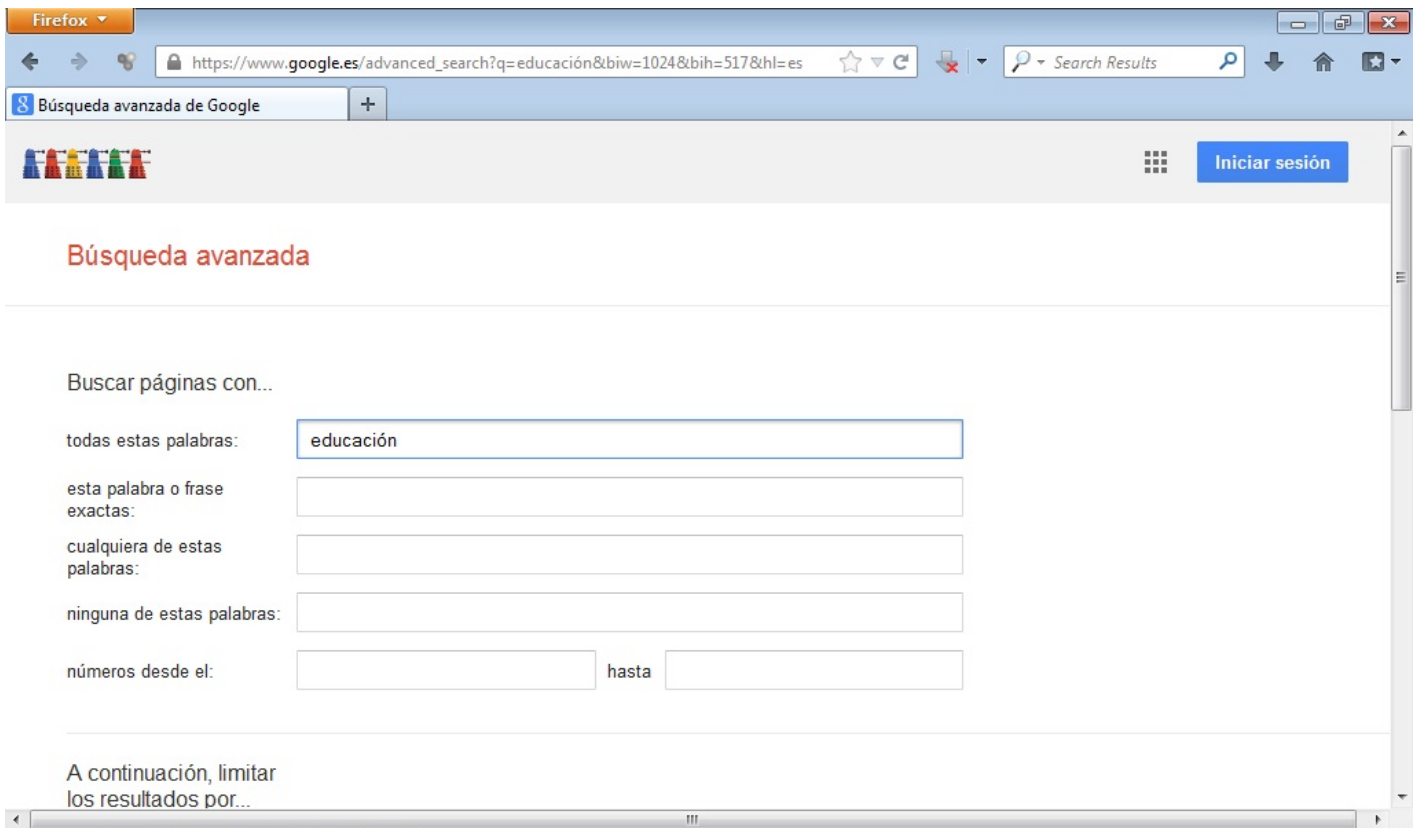 Firefox
https://www.google.es/advanced_search?q=educación&biw=1024&bih=517&hl=es
Search Results
8 Búsqueda avanzada de Google
Iniciar sesión
Búsqueda avanzada
Buscar páginas con...
todas estas palabras: educación
esta palabra o frase
exactas:
cualquiera de estas
palabras:
ninguna de estas palabras:
números desde el: hasta
A continuación, limitar
los resultados por...